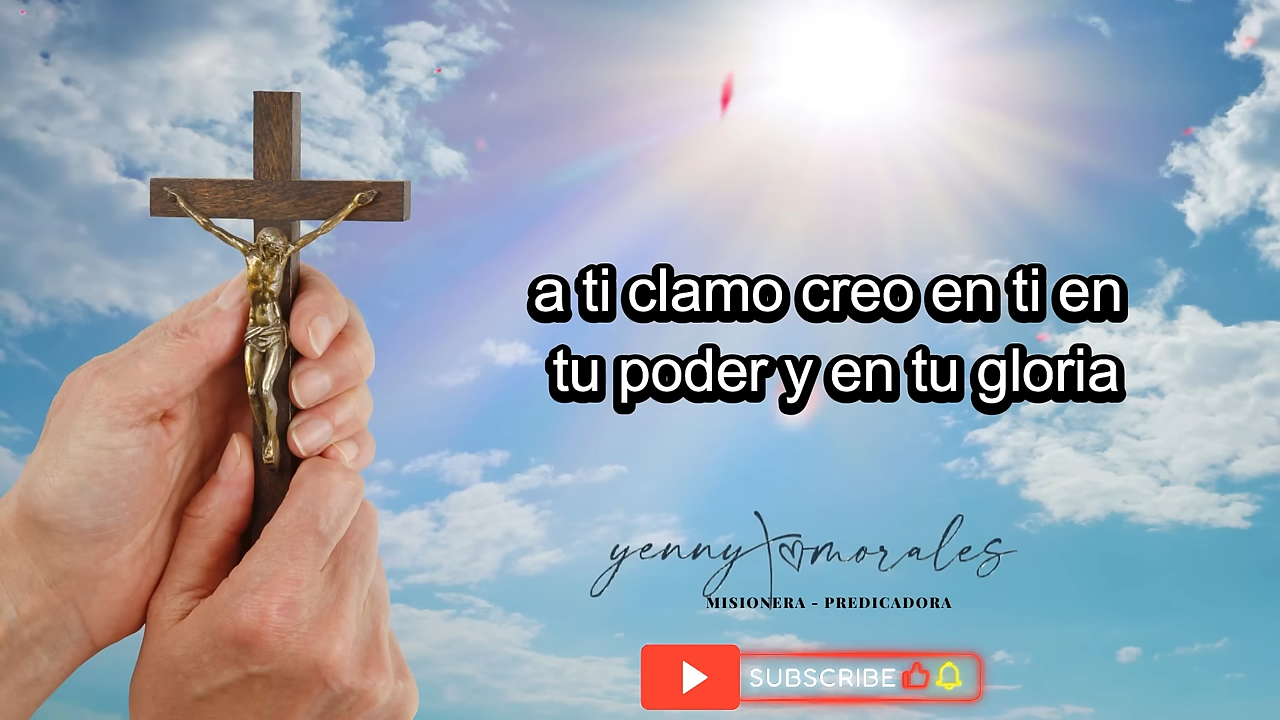 a ti clamo creo en ti en
tu poder y en tu gloria
yenny morales
MISIONERA - PREDICADORA
SUBSCRIBE